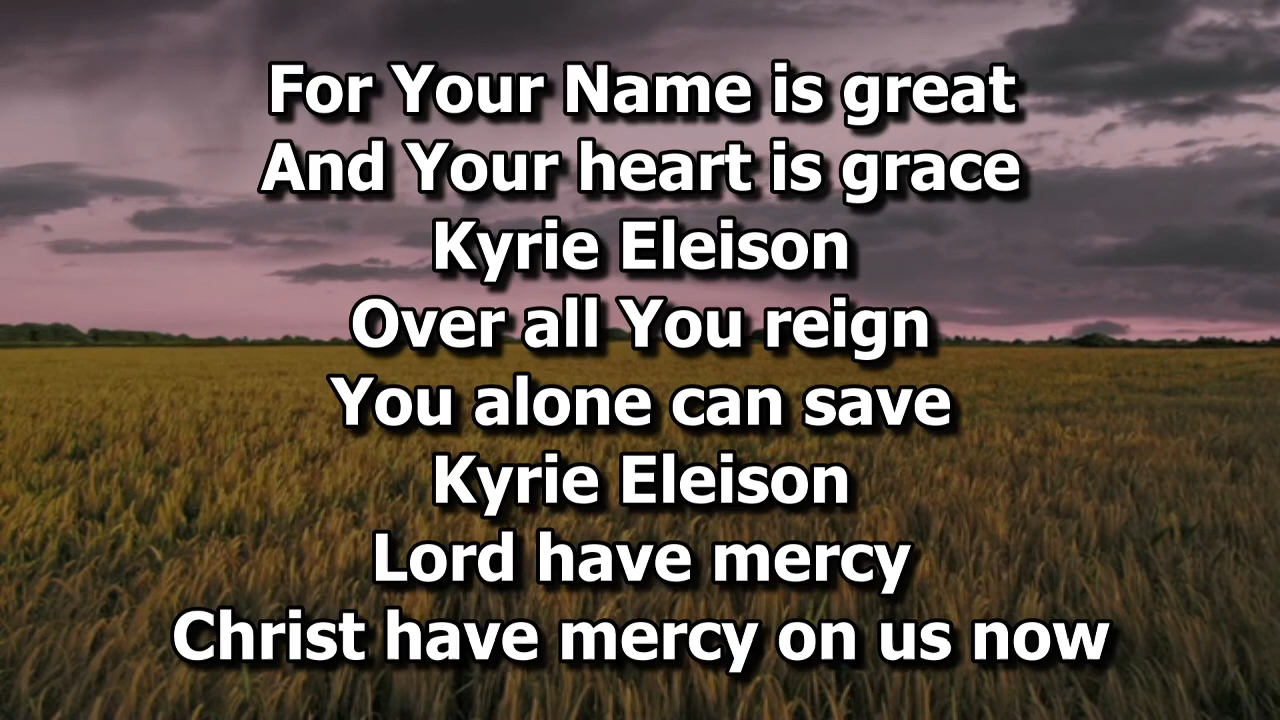 For Your Name is great
And Your heart is grace
Kyrie Eleison
Over all You reign
You alone can save
Kyrie Eleison
Lord have mercy
Christ have mercy on us now